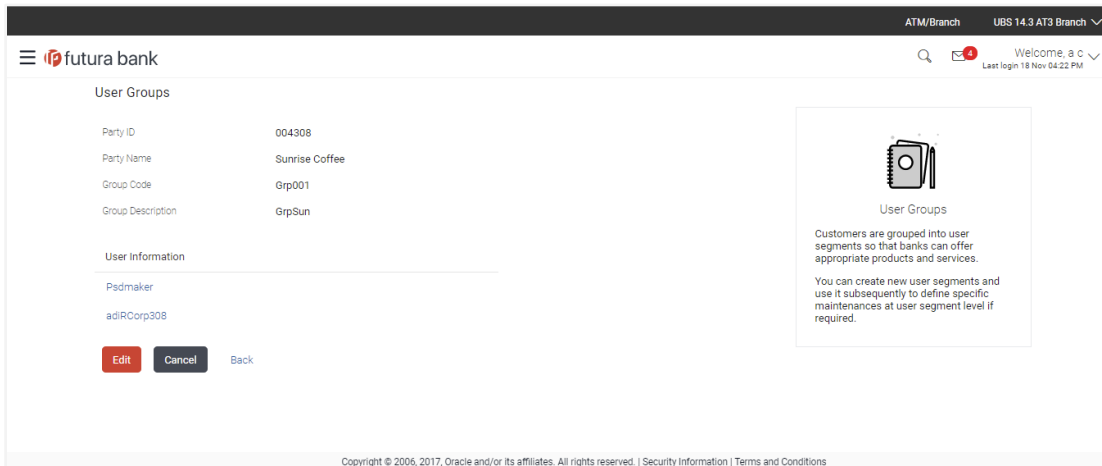 ATM/Branch UBS 14.3 AT3 Branch
futura bank 4 Welcome, a c
Last login 18 Nov 04:22 PM
User Groups
Party ID 004308
Party Name Sunrise Coffee
Group Code Grp001
Group Description GrpSun
User Information
Psdmaker
adiRCorp308
Edit Cancel Back
User Groups
Customers are grouped into user
segments so that banks can offer
appropriate products and services.
You can create new user segments and
use it subsequently to define specific
maintenances at user segment level if
required.
Copyright © 2006, 2017, Oracle and/or its affiliates. All rights reserved. | Security Information | Terms and Conditions